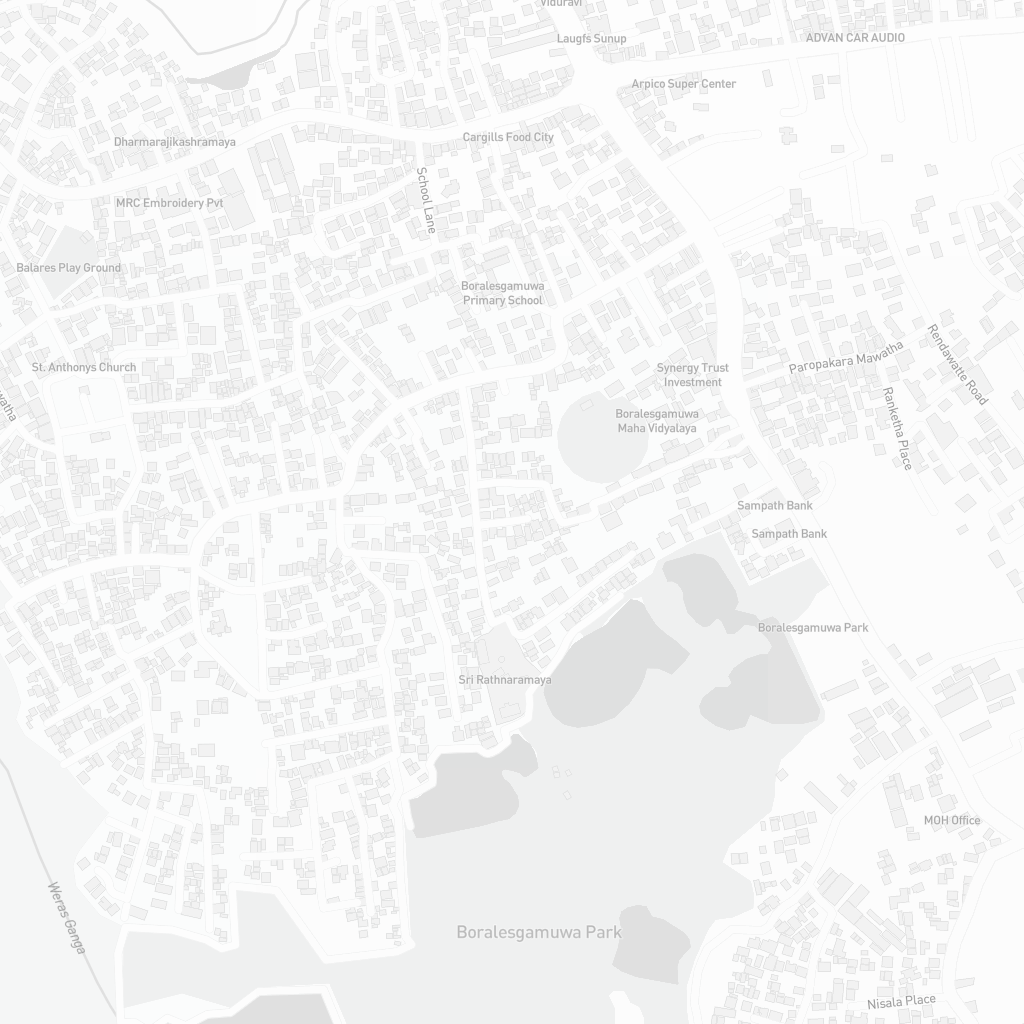 Viduravi
Laugfs Sunup
ADVAN CAR AUDIO
Arpico Super Center
Cargills Food City
Dharmarajikashramaya
School Lane
MRC Embroidery Pvt
Balares Play Ground
Boralesgamuwa
Primary School
Rendawatte Road
St. Anthonys Church
Paropakara Mawatha
Synergy Trust
Investment
Ranketha Place
Boralesgamuwa
Maha Vidyalaya
Sampath Bank
Sampath Bank
Boralesgamuwa Park
Sri Rathnaramaya
MOH Office
Weras Ganga
Boralesgamuwa Park
Nisala Place